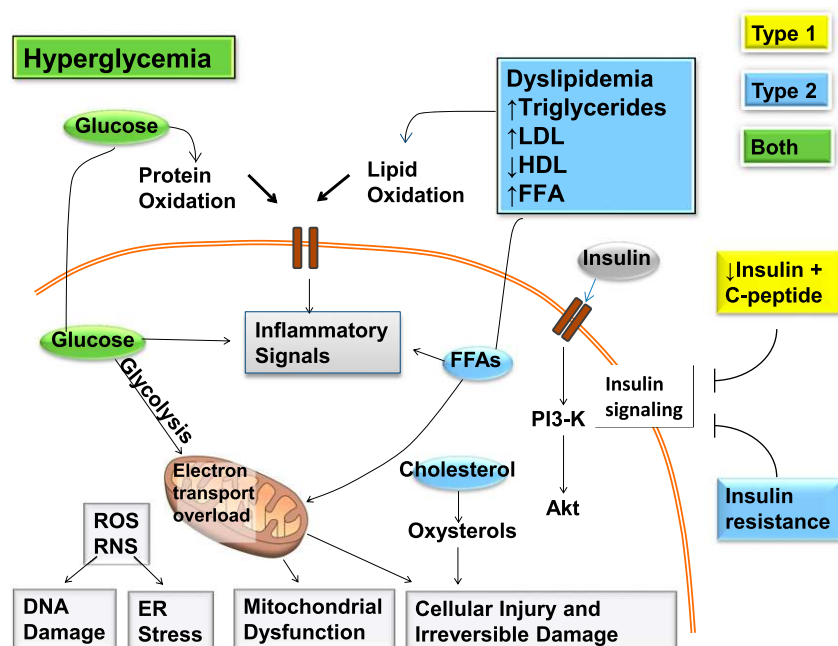 Hyperglycemia
Type 1
Type 2
Both
Dyslipidemia
↑Triglycerides
↑LDL
↓HDL
↑FFA
Glucose
Protein
Oxidation
Lipid
Oxidation
Insulin
↓Insulin +
C-peptide
Glucose
Inflammatory
Signals
FFAs
Insulin
signaling
PI3-K
Glycolysis
Electron
transport
overload
Cholesterol
Oxysterols
Akt
Insulin
resistance
ROS
RNS
DNA
Damage
ER
Stress
Mitochondrial
Dysfunction
Cellular Injury and
Irreversible Damage